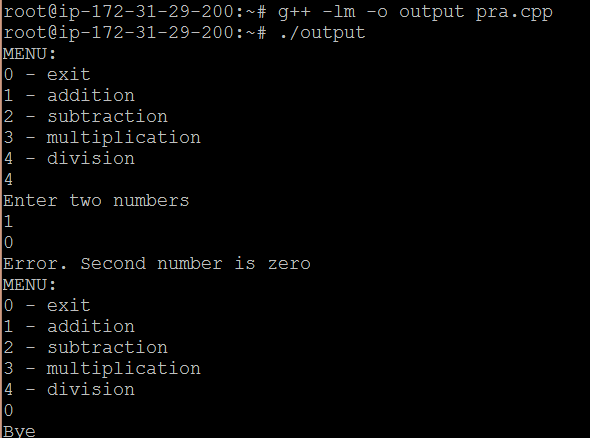 root@ip-172-31-29-200:~# g++ -lm -o output pra.cpp
root@ip-172-31-29-200:~# ./output
MENU:
0 - exit
1 - addition
2 - subtraction
3 - multiplication
4 - division
4
Enter two numbers
1
0
Error. Second number is zero
MENU:
0 - exit
1 - addition
2 - subtraction
3 - multiplication
4 - division
0
Bye